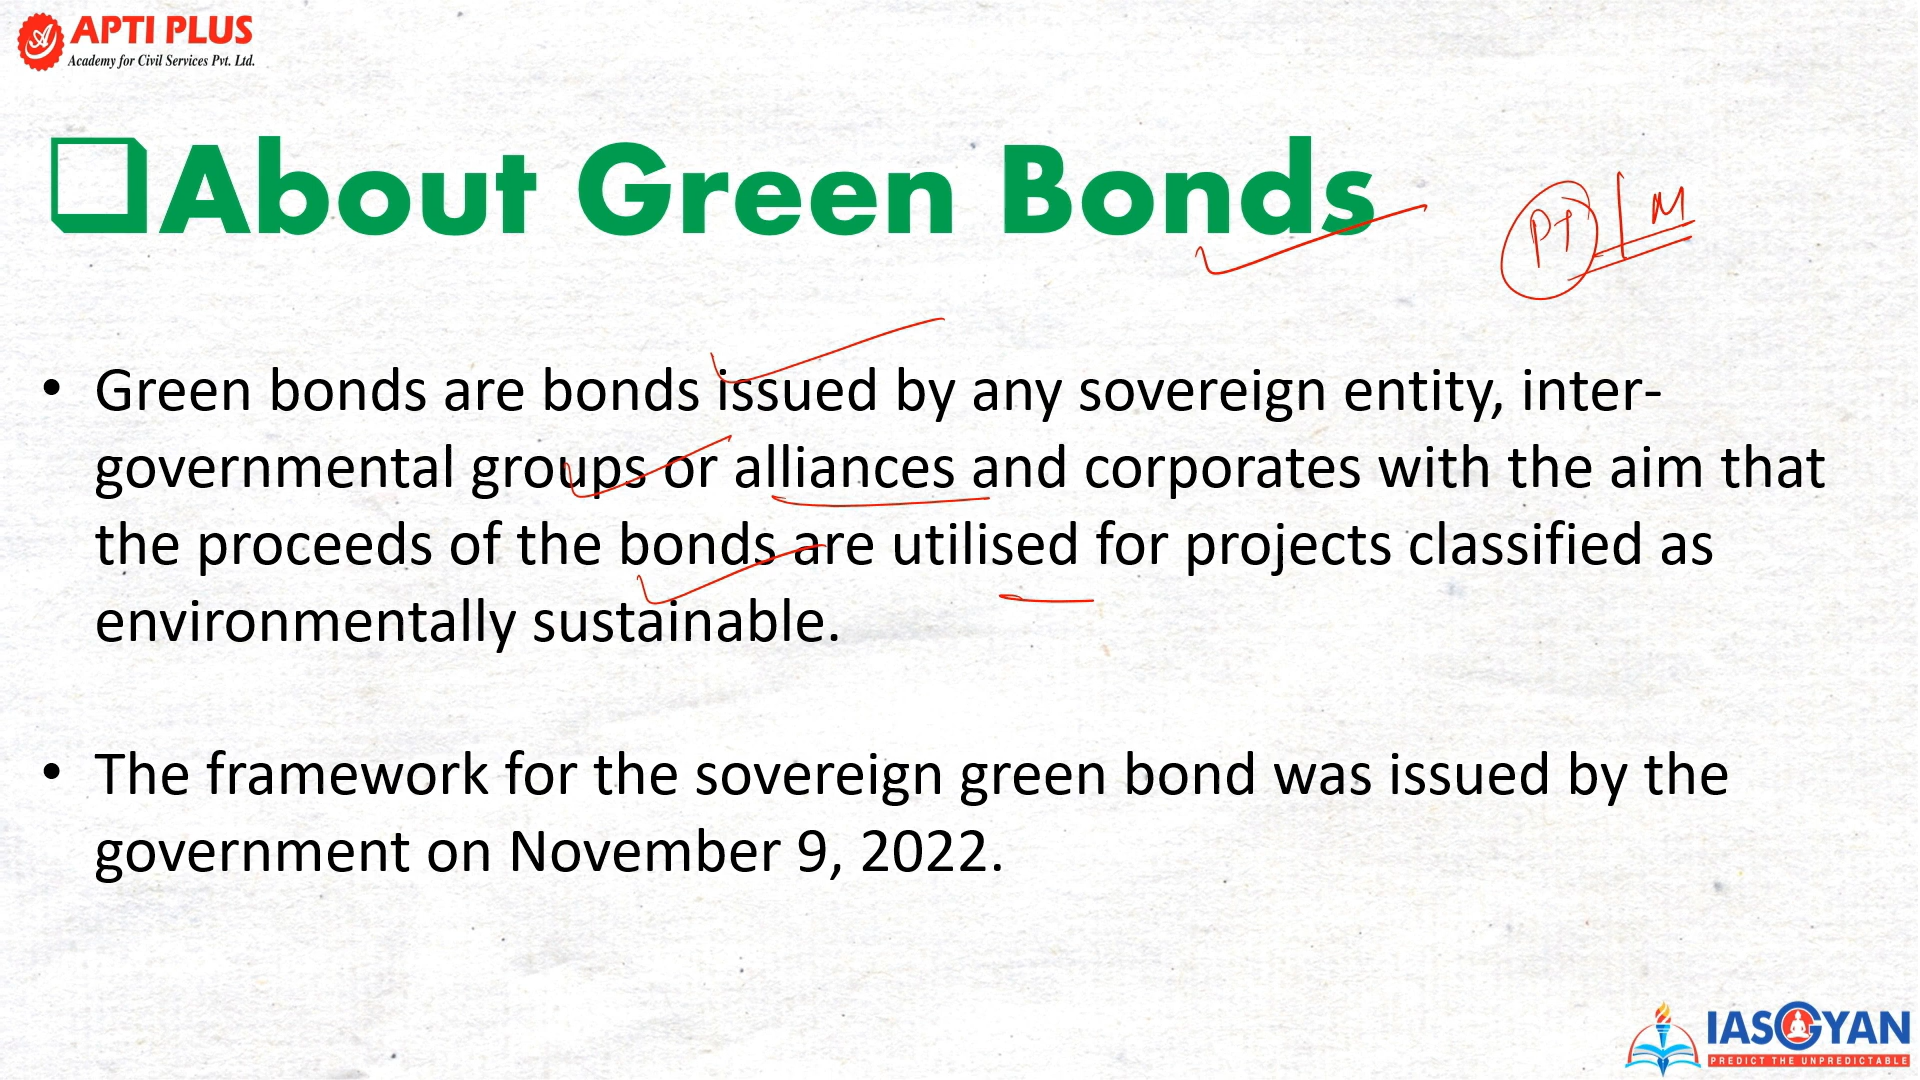 APTI PLUS
Academy for Civil Services Pvt. Ltd.
About Green Bonds
PT | M
• Green bonds are bonds issued by any sovereign entity, inter-
governmental groups or alliances and corporates with the aim that
the proceeds of the bonds are utilised for projects classified as
environmentally sustainable.
• The framework for the sovereign green bond was issued by the
government on November 9, 2022.
IASGYAN
PREDICT THE UNPREDICTABLE